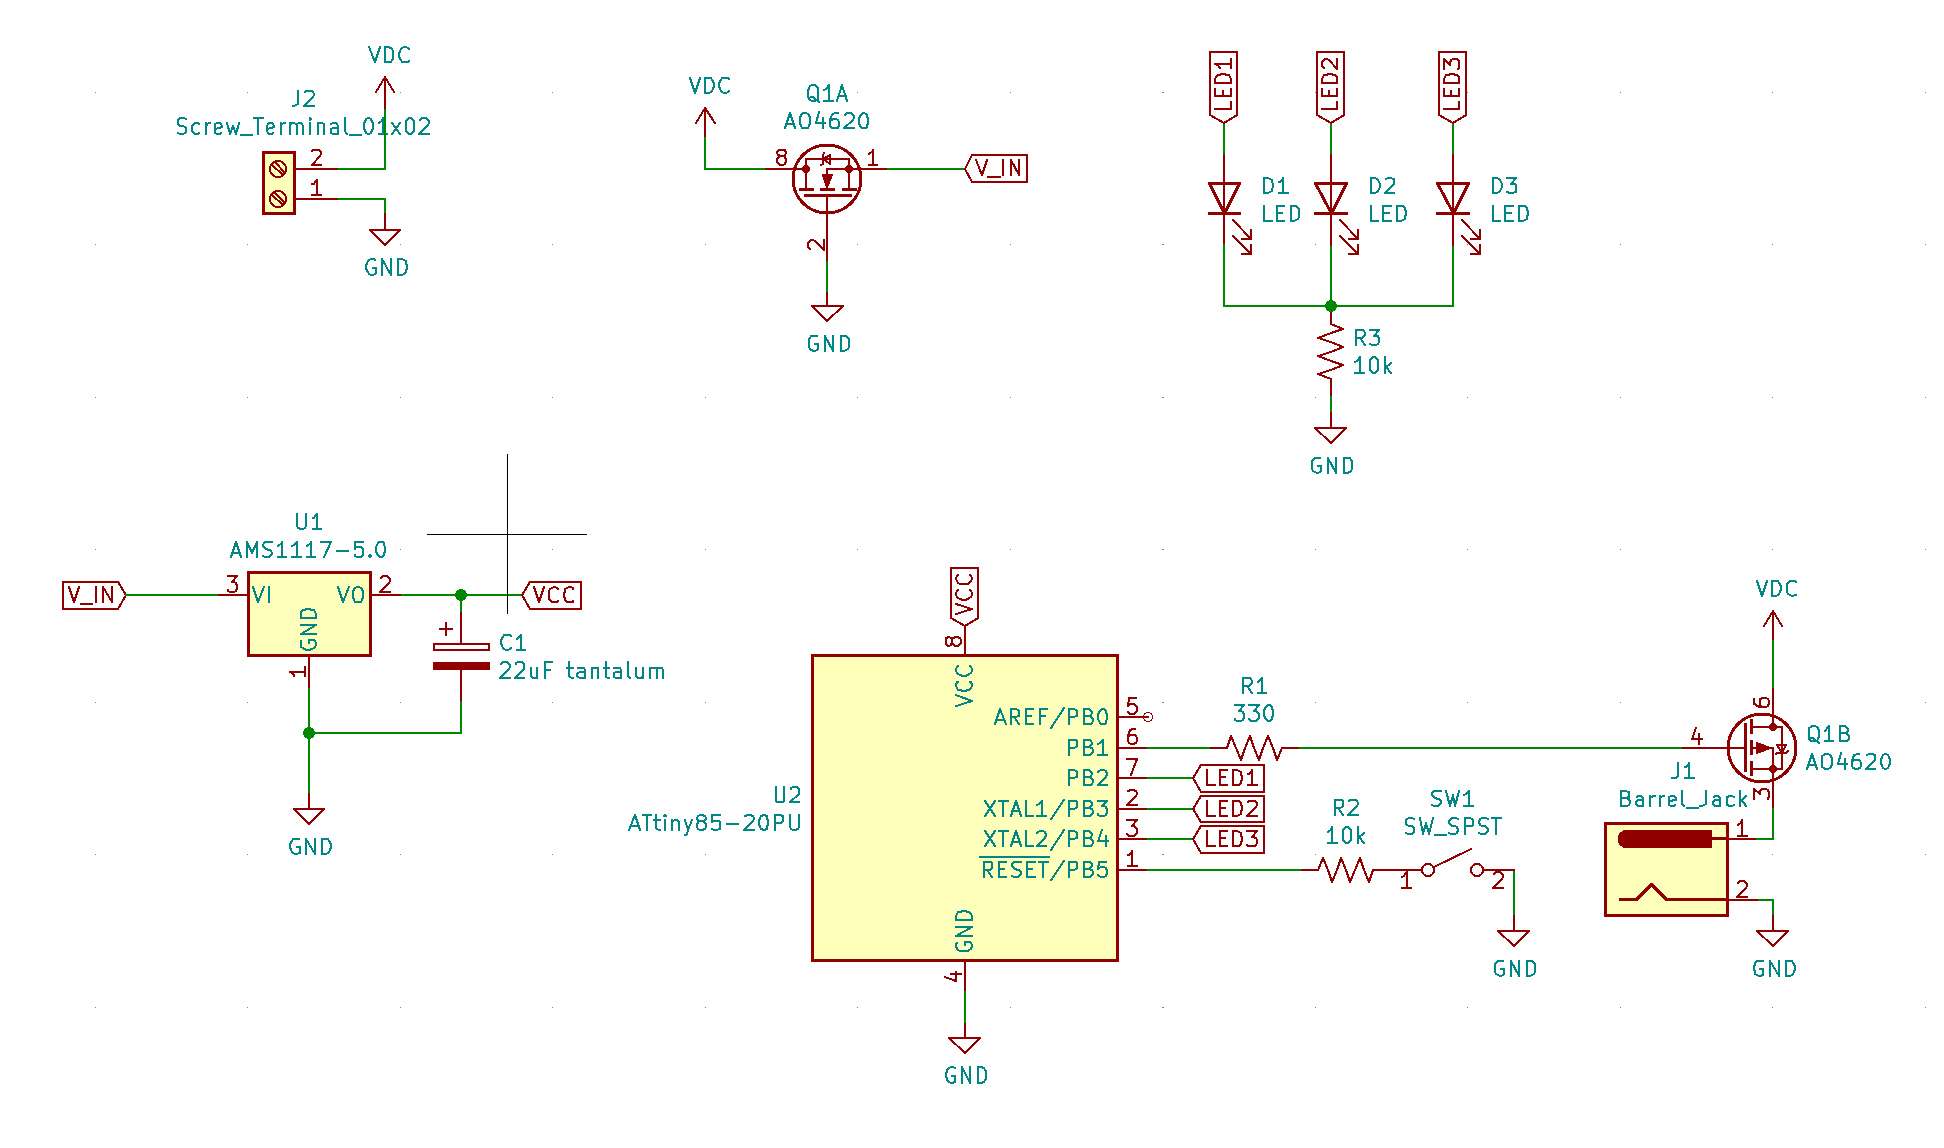 VDC
J2
Screw_Terminal_01x02
2
1
GND
VDC
Q1A
AO4620
8
1
V_IN
2
GND
LED1
LED2
LED3
D1
LED
D2
LED
D3
LED
R3
10k
GND
U1
AMS1117-5.0
V_IN
3
VI
VO
2
VCC
GND
1
+
C1
22uF tantalum
GND
VCC
8
VCC
U2
ATtiny85-20PU
AREF/PB0
5
PB1
6
PB2
7
XTAL1/PB3
2
XTAL2/PB4
3
RESET/PB5
1
GND
4
GND
R1
330
LED1
LED2
LED3
R2
10k
SW1
SW_SPST
1
2
GND
VDC
6
4
Q1B
AO4620
3
J1
Barrel_Jack
1
2
GND